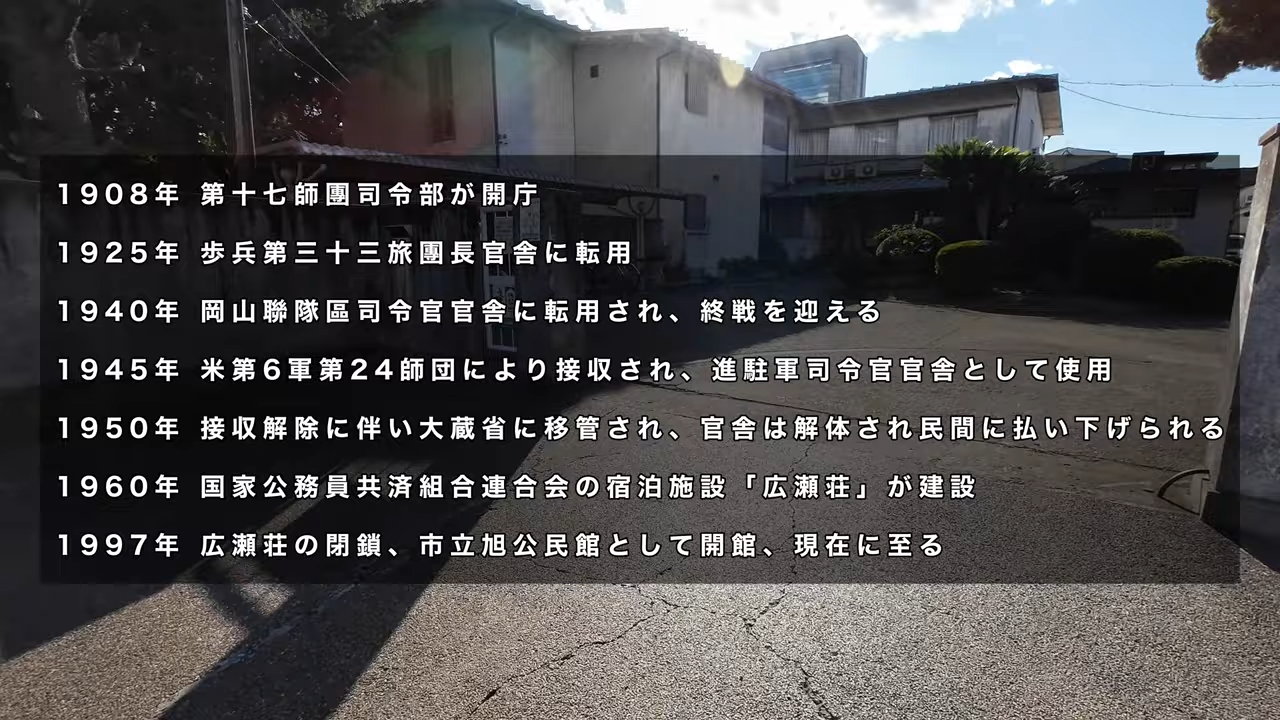 1908年 第十七師團司令部が開庁
1925年 歩兵第三十三旅團長官舎に転用
1940年 岡山聯隊區司令官官舎に転用され、終戦を迎える
1945年 米第6軍第24師団により接収され、進駐軍司令官官舎として使用
1950年 接収解除に伴い大蔵省に移管され、官舎は解体され民間に払い下げられる
1960年 国家公務員共済組合連合会の宿泊施設「広瀬荘」が建設
1997年 広瀬荘の閉鎖、市立旭公民館として開館、現在に至る